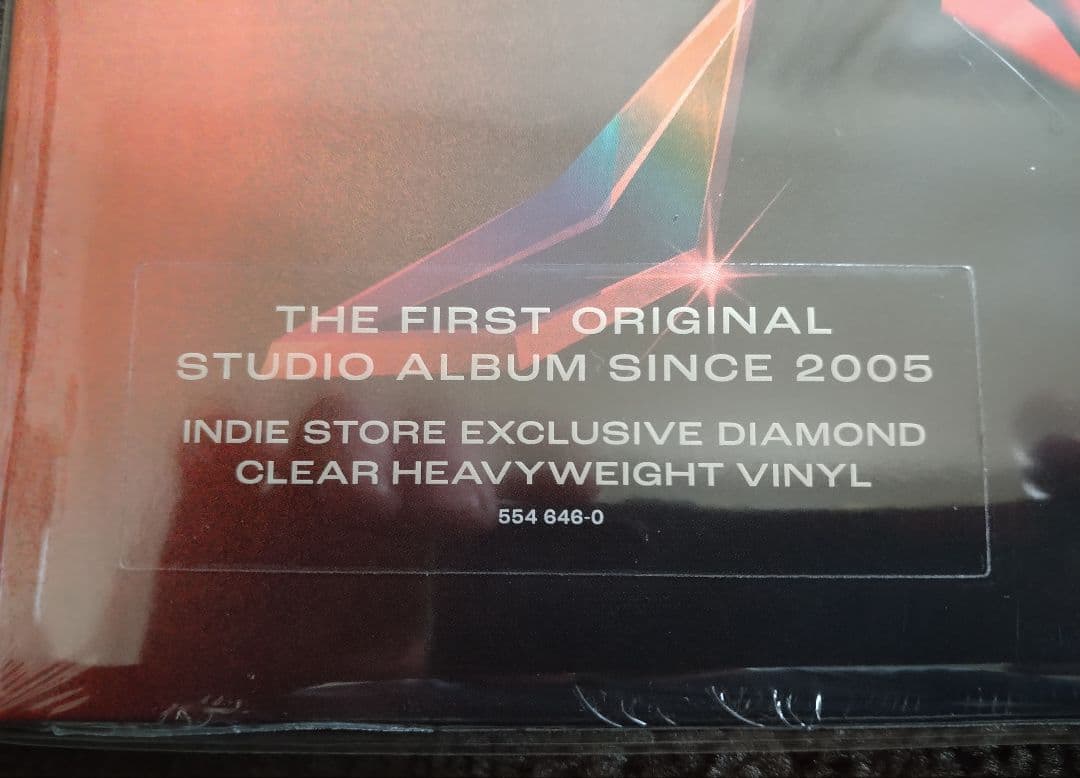 THE FIRST ORIGINAL
STUDIO ALBUM SINCE 2005
INDIE STORE EXCLUSIVE DIAMOND
CLEAR HEAVYWEIGHT VINYL
554 646-0